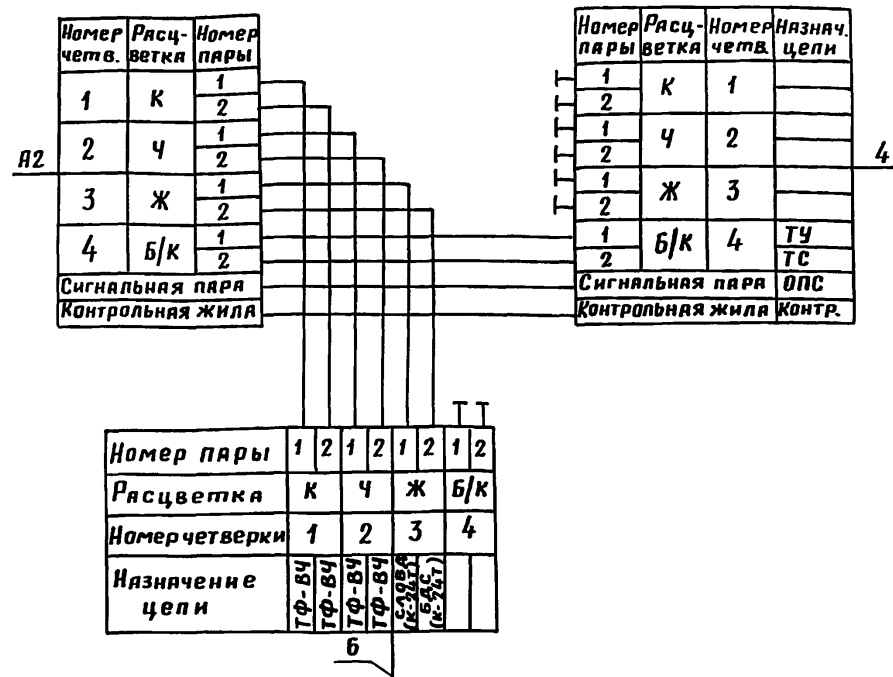 Номер четв. Расц-ветка Номер пары
1 К 1
2
2 Ч 1
2
3 Ж 1
2
4 Б/К 1
2
Сигнальная пара
Контрольная жила
А2
Номер пары Расц-ветка Номер четв. Назнач. цепи
1 К 1
2
1 Ч 2
2
1 Ж 3
2
1 Б/К 4 ТУ
2 ТС
Сигнальная пара ОПС
Контрольная жила Контр.
4
Номер пары 1 2 1 2 1 2 1 2
Расцветка К Ч Ж Б/К
Номер четверки 1 2 3 4
Назначение цепи ТФ-ВЧ ТФ-ВЧ ТФ-ВЧ ТФ-ВЧ (К-24Т) БДС (К-24Т)
6